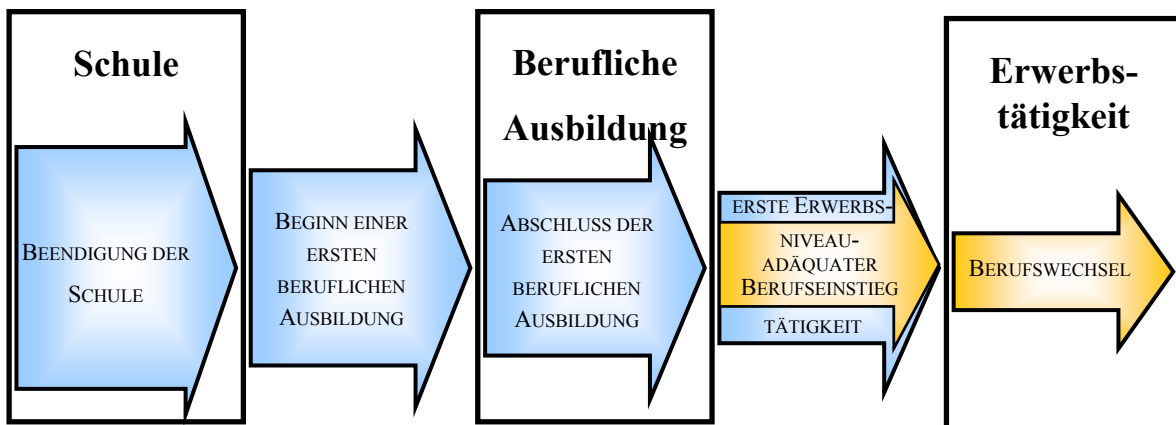 Schule
BEENDIGUNG DER
SCHULE
BEGINN EINER
ERSTEN
BERUFLICHEN
AUSBILDUNG
Berufliche
Ausbildung
ABSCHLUSS DER
ERSTEN
BERUFLICHEN
AUSBILDUNG
ERSTE ERWERBS-
NIVEAU-
ADÄQUATER
BERUFSEINSTIEG
TÄTIGKEIT
Erwerbs-
tätigkeit
BERUFSWECHSEL